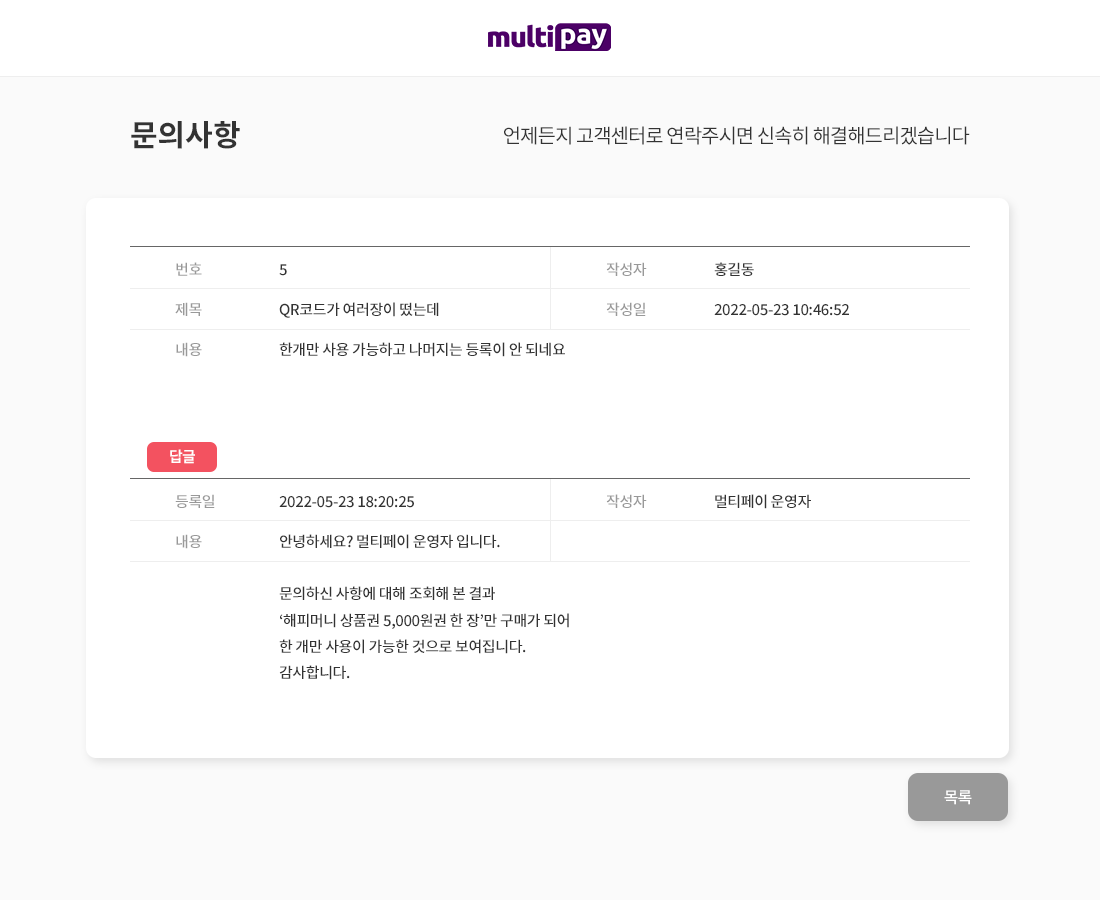 multipay
문의사항 언제든지 고객센터로 연락주시면 신속히 해결해드리겠습니다
번호 5 작성자 홍길동
제목 QR코드가 여러장이 떴는데 작성일 2022-05-23 10:46:52
내용 한개만 사용 가능하고 나머지는 등록이 안 되네요
답글
등록일 2022-05-23 18:20:25 작성자 멀티페이 운영자
내용 안녕하세요? 멀티페이 운영자 입니다.
문의하신 사항에 대해 조회해 본 결과
‘해피머니 상품권 5,000원권 한 장’만 구매가 되어
한 개만 사용이 가능한 것으로 보여집니다.
감사합니다.
목록